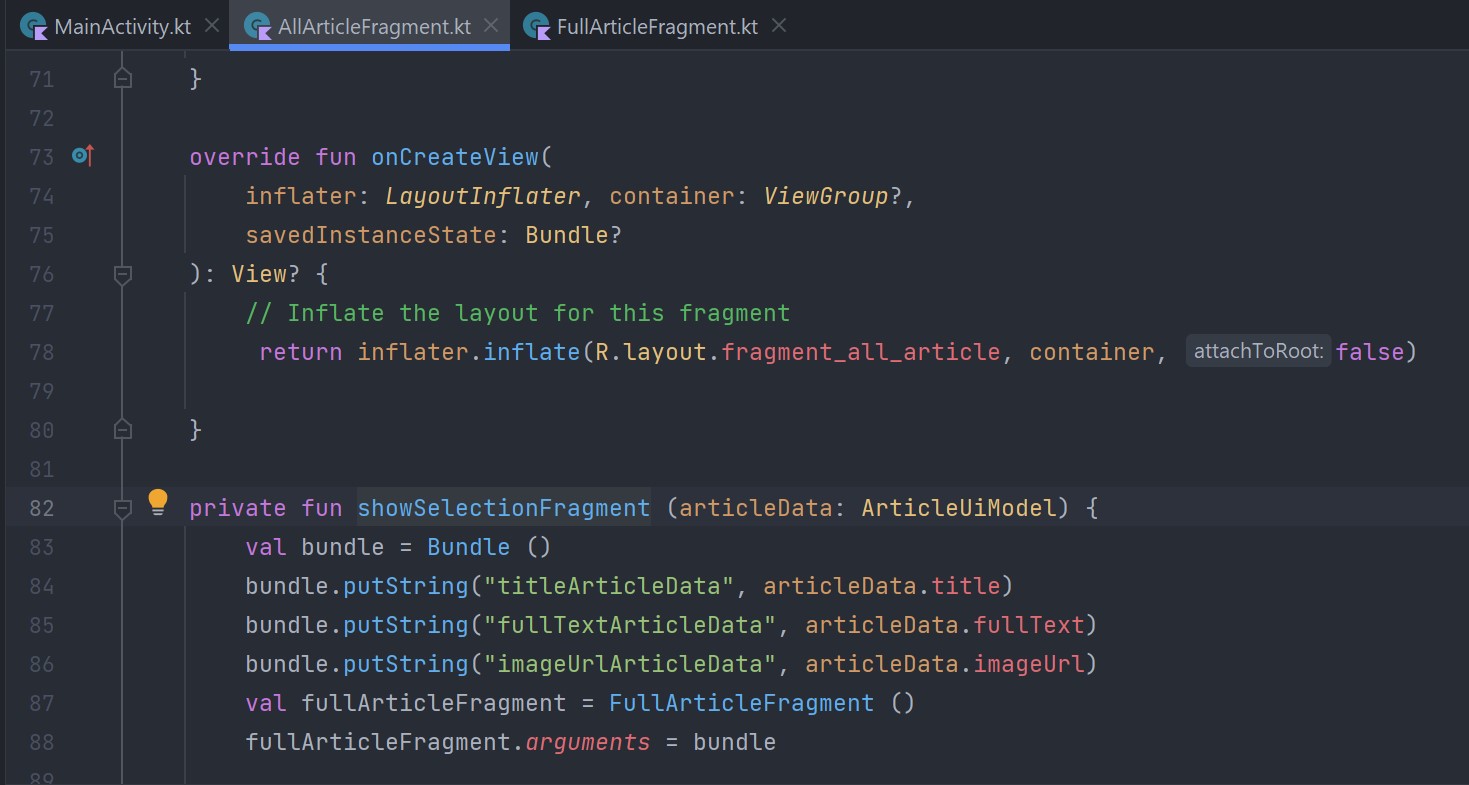 MainActivity.kt AllArticleFragment.kt FullArticleFragment.kt
71 }
72
73 override fun onCreateView(
74 inflater: LayoutInflater, container: ViewGroup?,
75 savedInstanceState: Bundle?
76 ): View? {
77 // Inflate the layout for this fragment
78 return inflater.inflate(R.layout.fragment_all_article, container, attachToRoot: false)
79
80 }
81
82 private fun showSelectionFragment (articleData: ArticleUiModel) {
83 val bundle = Bundle ()
84 bundle.putString("titleArticleData", articleData.title)
85 bundle.putString("fullTextArticleData", articleData.fullText)
86 bundle.putString("imageUrlArticleData", articleData.imageUrl)
87 val fullArticleFragment = FullArticleFragment ()
88 fullArticleFragment.arguments = bundle
89